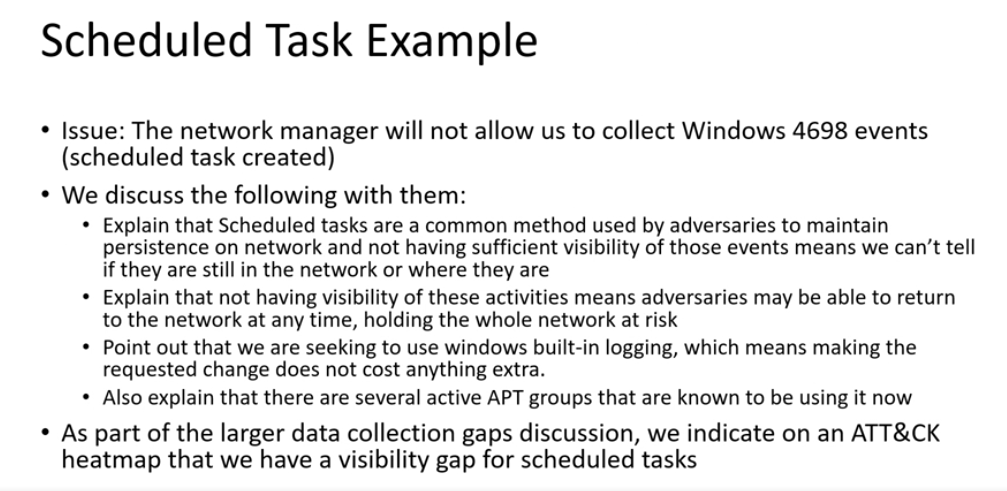 Scheduled Task Example
• Issue: The network manager will not allow us to collect Windows 4698 events
(scheduled task created)
• We discuss the following with them:
• Explain that Scheduled tasks are a common method used by adversaries to maintain
persistence on network and not having sufficient visibility of those events means we can't tell
if they are still in the network or where they are
• Explain that not having visibility of these activities means adversaries may be able to return
to the network at any time, holding the whole network at risk
• Point out that we are seeking to use windows built-in logging, which means making the
requested change does not cost anything extra.
• Also explain that there are several active APT groups that are known to be using it now
• As part of the larger data collection gaps discussion, we indicate on an ATT&CK
heatmap that we have a visibility gap for scheduled tasks